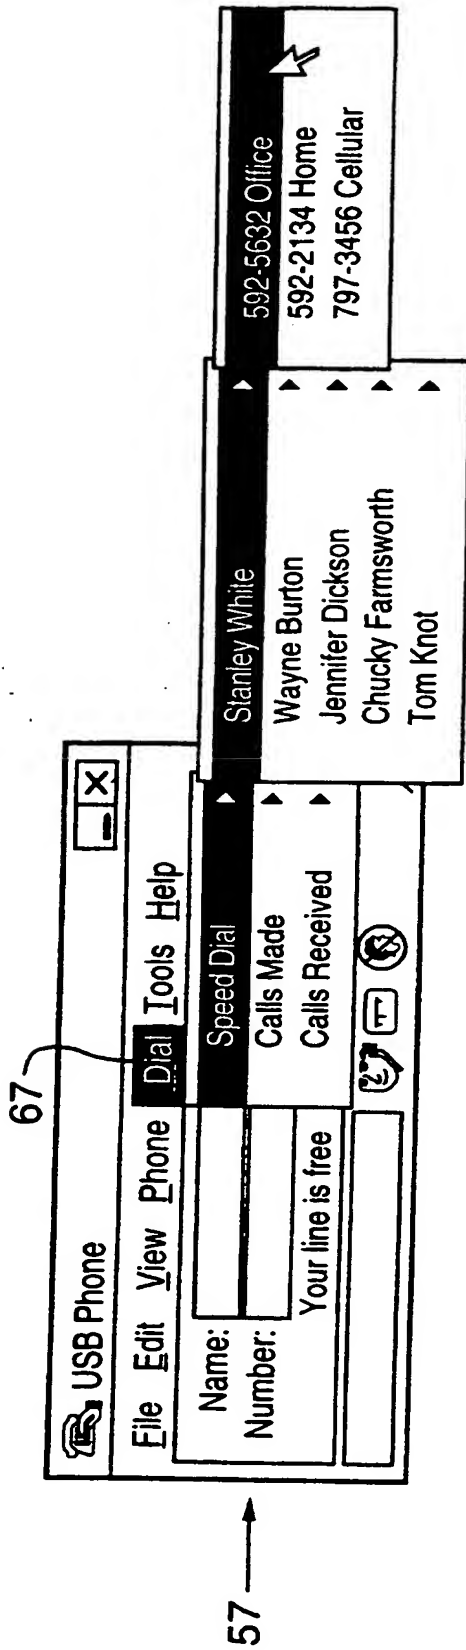 67
57
USB Phone
File Edit View Phone Dial Tools Help
Name:
Number:
Your line is free
Speed Dial
Calls Made
Calls Received
Stanley White
Wayne Burton
Jennifer Dickson
Chucky Farmsworth
Tom Knot
592-5632 Office
592-2134 Home
797-3456 Cellular